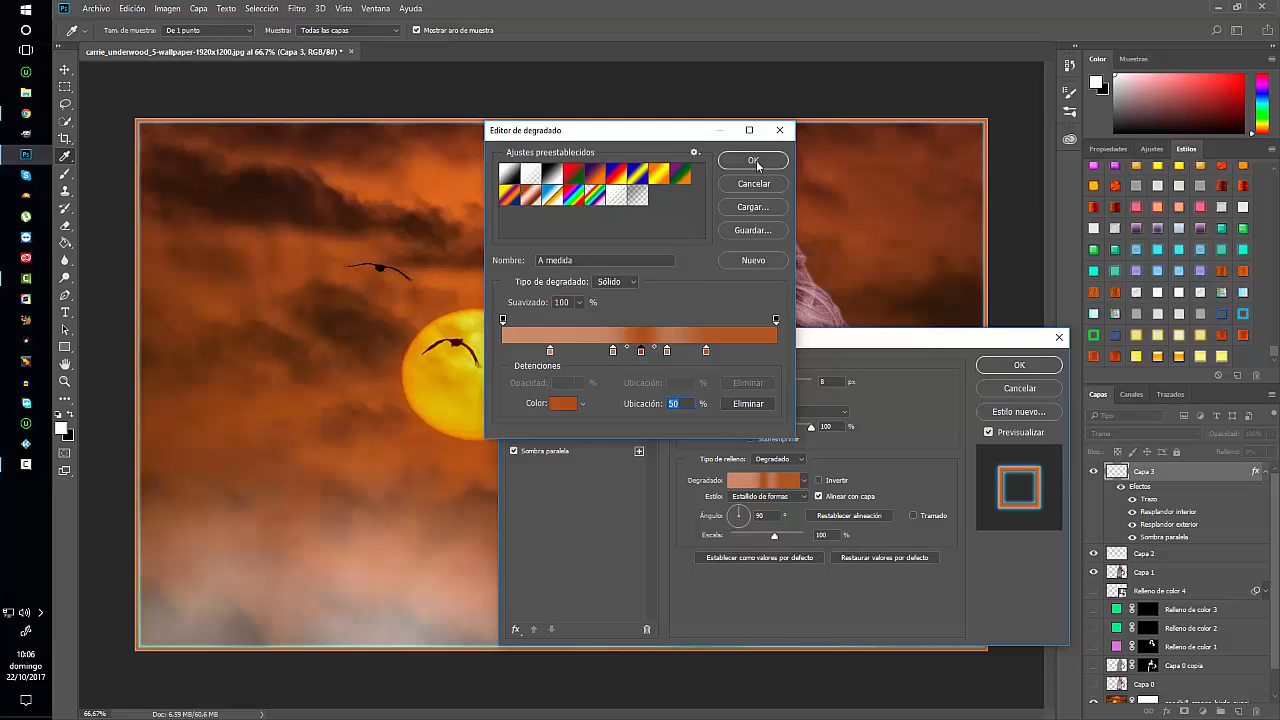 Archivo Edición Imagen Capa Texto Selección Filtro 3D Vista Ventana Ayuda
Tam. de muestra: De 1 punto Muestra: Todas las capas Mostrar aro de muestra
carrie_underwood_5-wallpaper-1920x1200.jpg al 66,7% (Capa 3, RGB/8#) *
Color Muestras
Editor de degradado
Ajustes preestablecidos
OK
Cancelar
Cargar...
Guardar...
Nombre: A medida Nuevo
Tipo de degradado: Sólido
Suavizado: 100 %
Detenciones
Opacidad: % Ubicación: % Eliminar
Color: Ubicación: 50 % Eliminar
Propiedades Ajustes Estilos
OK
8 px
Cancelar
Estilo nuevo...
100 %
Previsualizar
Sobreimprimir
Sombra paralela
Tipo de relleno: Degradado
Degradado: Invertir
Estilo: Estallido de formas Alinear con capa
Ángulo: 90 ° Restablecer alineación Tramado
Escala: 100 %
Establecer como valores por defecto Restaurar valores por defecto
fx
Capas Canales Trazados
Tipo
Trama Opacidad: 100%
Bloq.: Relleno: 0%
Capa 3 fx
Efectos
Trazo
Resplandor interior
Resplandor exterior
Sombra paralela
Capa 2
Capa 1
Relleno de color 4
Relleno de color 3
Relleno de color 2
Relleno de color 1
Capa 0 copia
Capa 0
10:06
domingo
22/10/2017
66,67% Doc: 6.59 MB/60.6 MB